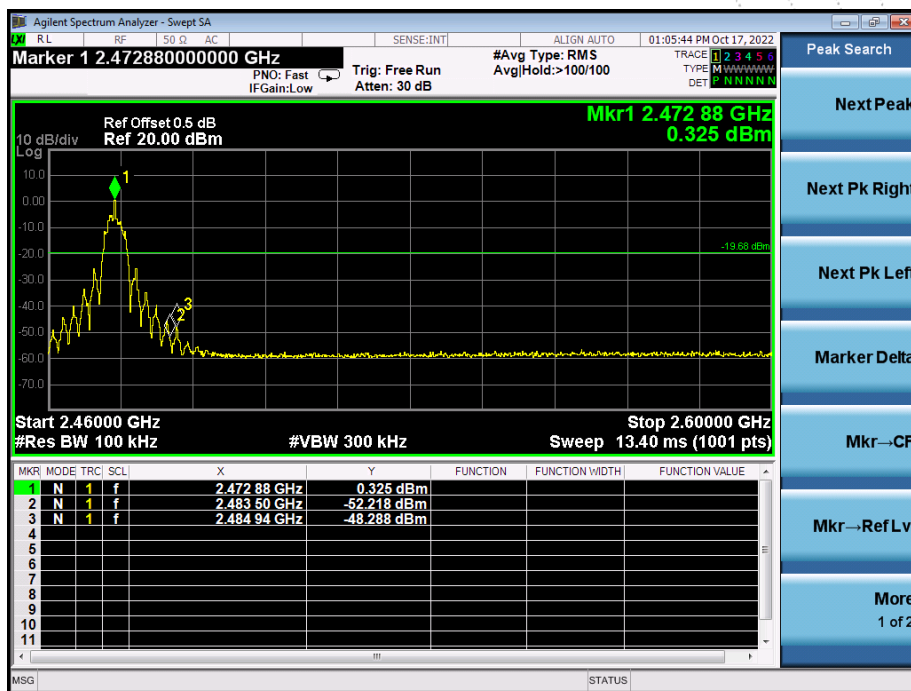 Agilent Spectrum Analyzer - Swept SA
LXI RL RF 50 Ω AC SENSE:INT ALIGN AUTO 01:05:44 PM Oct 17, 2022
Marker 1 2.472880000000 GHz
PNO: Fast
IFGain:Low
Trig: Free Run
Atten: 30 dB
#Avg Type: RMS
Avg|Hold:>100/100
TRACE 1 2 3 4 5 6
TYPE M W W W W W
DET P N N N N N
Mkr1 2.472 88 GHz
0.325 dBm
Ref Offset 0.5 dB
10 dB/div Ref 20.00 dBm
Log
1
10.0
0.00
-10.0
-19.68 dBm
-20.0
-30.0
-40.0
3
2
-50.0
-60.0
-70.0
Start 2.46000 GHz Stop 2.60000 GHz
#Res BW 100 kHz #VBW 300 kHz Sweep 13.40 ms (1001 pts)
MKR MODE TRC SCL X Y FUNCTION FUNCTION WIDTH FUNCTION VALUE
1 N 1 f 2.472 88 GHz 0.325 dBm
2 N 1 f 2.483 50 GHz -52.218 dBm
3 N 1 f 2.484 94 GHz -48.288 dBm
4
5
6
7
8
9
10
11
MSG STATUS
Peak Search
Next Peak
Next Pk Right
Next Pk Left
Marker Delta
Mkr→CF
Mkr→Ref Lv
More
1 of 2